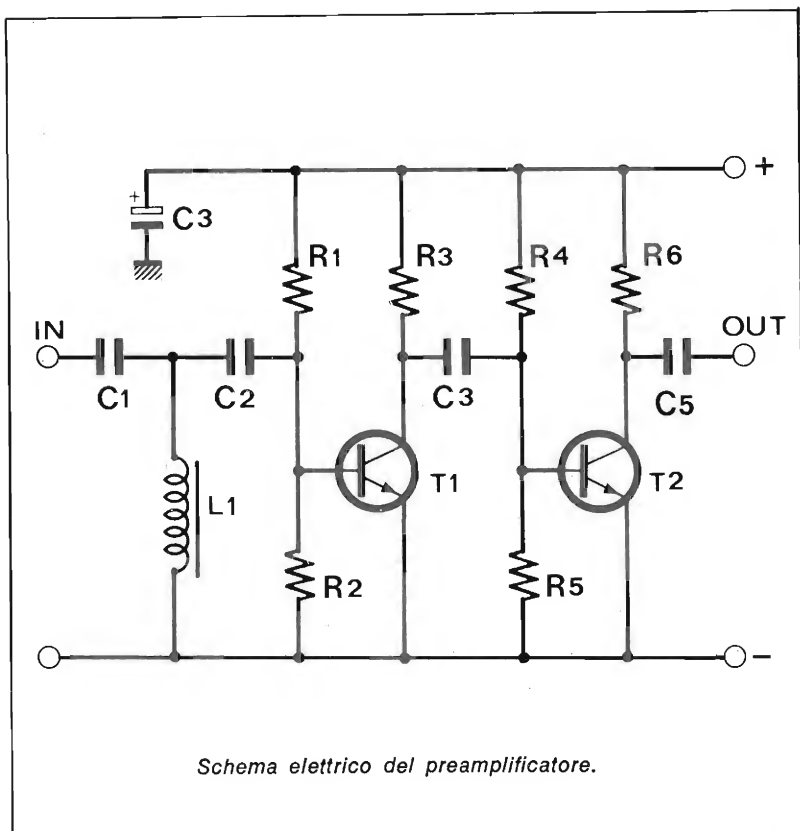 +
+
C3
R1
R3
R4
R6
IN
OUT
C1
C2
C3
C5
T1
T2
L1
R2
R5
-
Schema elettrico del preamplificatore.